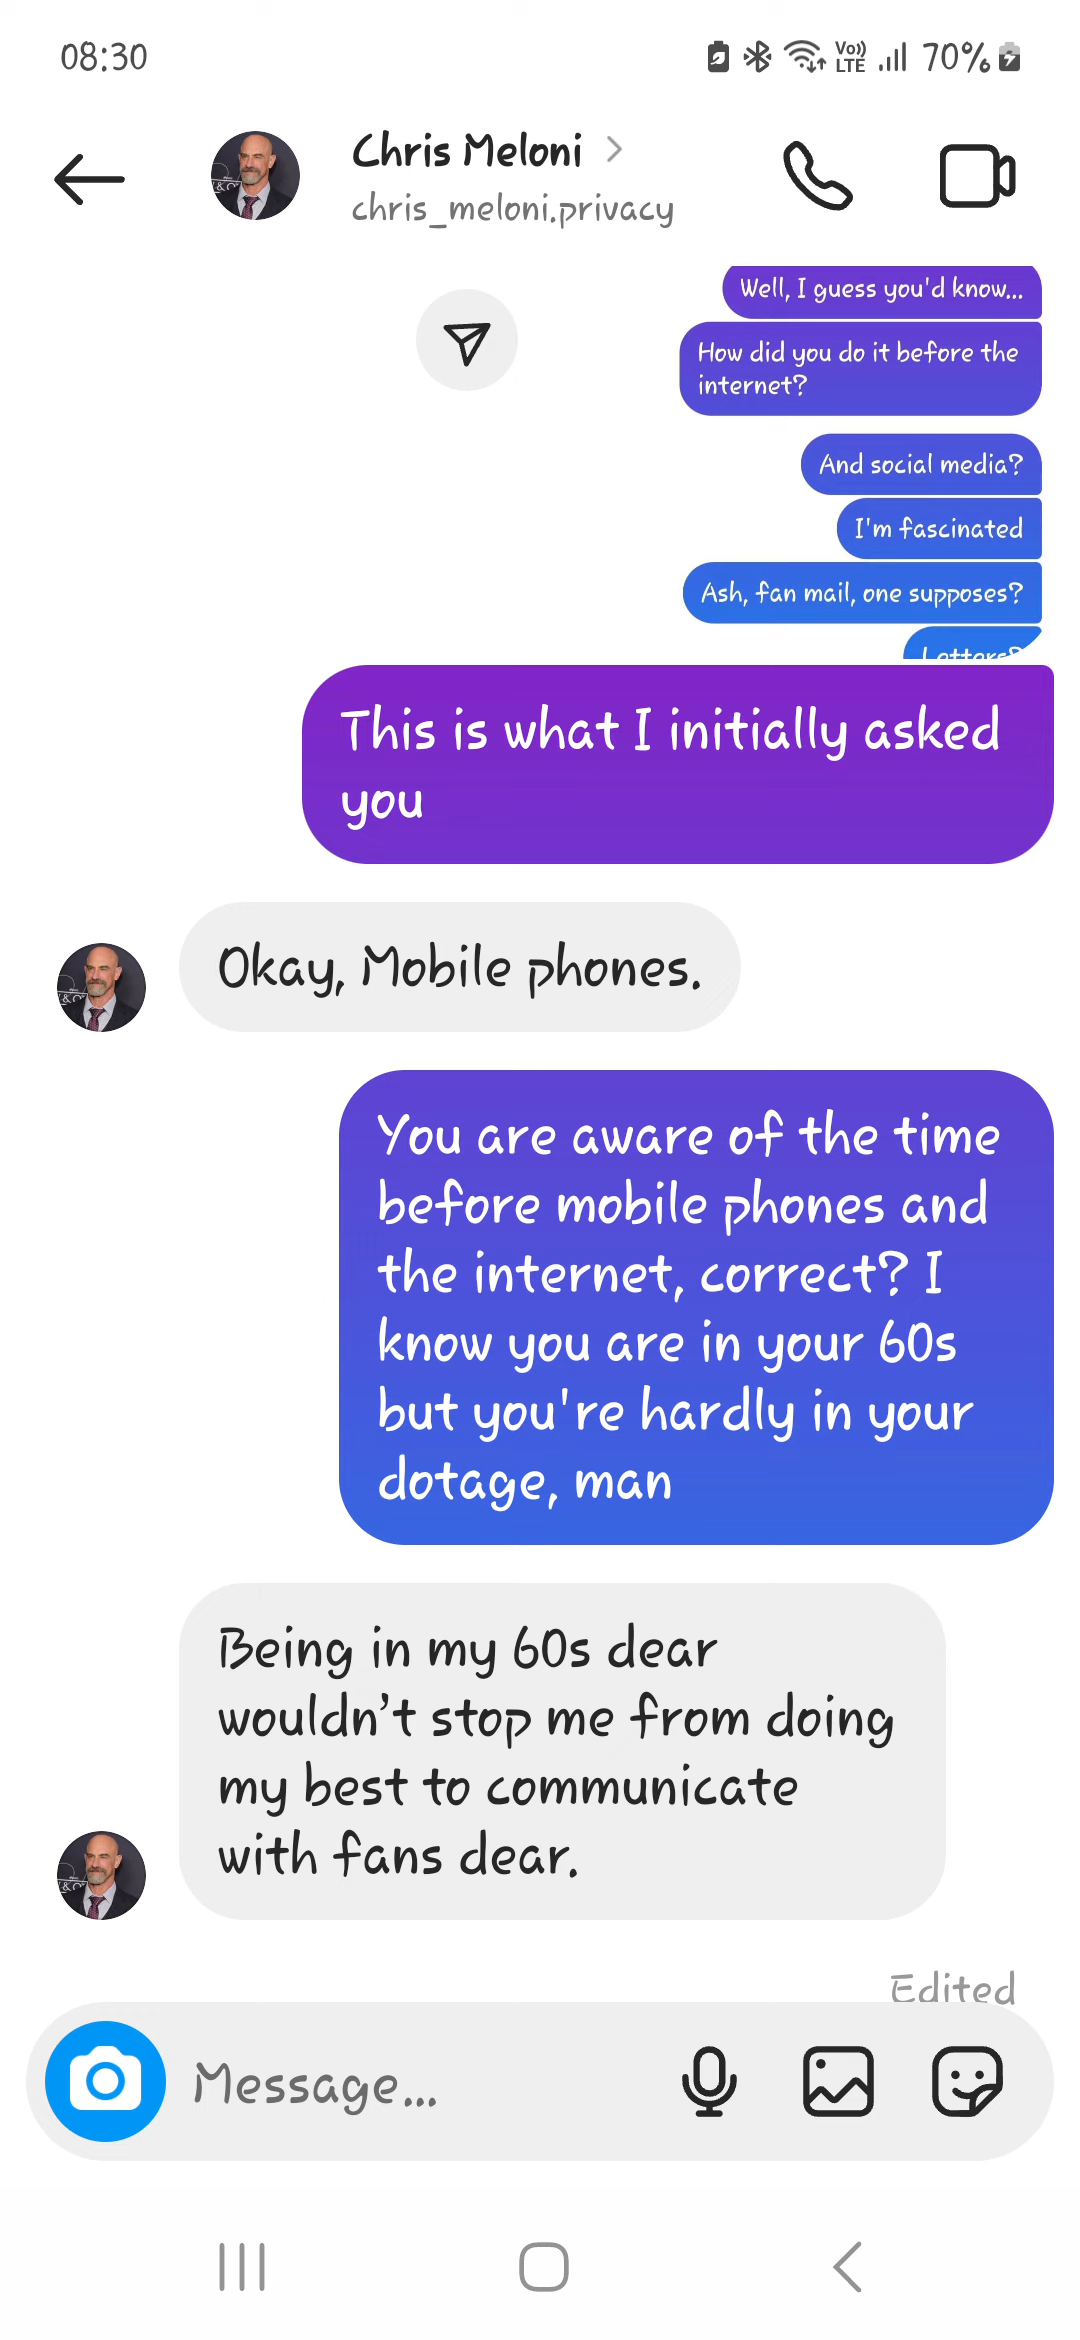 08:30
Vo)) LTE 70%
Chris Meloni
chris_meloni.privacy
Well, I guess you'd know...
How did you do it before the
internet?
And social media?
I'm fascinated
Ash, fan mail, one supposes?
Letters?
This is what I initially asked
you
Okay, Mobile phones.
You are aware of the time
before mobile phones and
the internet, correct? I
know you are in your 60s
but you're hardly in your
dotage, man
Being in my 60s dear
wouldn’t stop me from doing
my best to communicate
with fans dear.
Edited
Message...